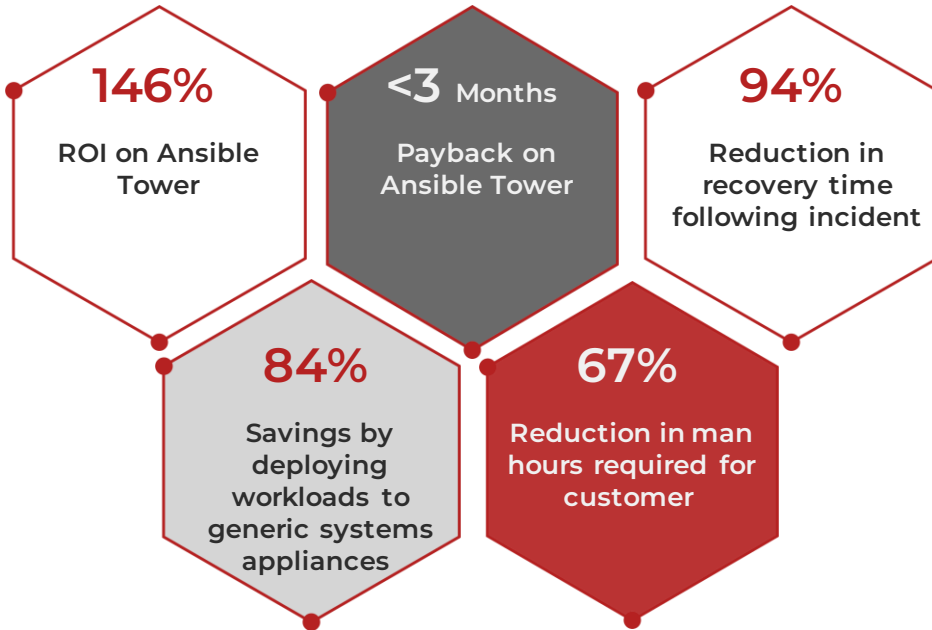 146%
ROI on Ansible
Tower
<3 Months
Payback on
Ansible Tower
94%
Reduction in
recovery time
following incident
84%
Savings by
deploying
workloads to
generic systems
appliances
67%
Reduction in man
hours required for
customer